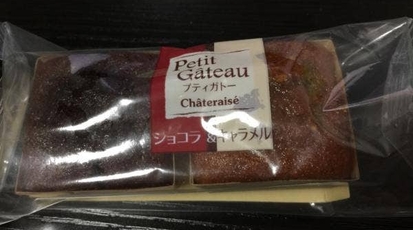 Petit
Gâteau
プティガトー
Châteraisé
ショコラ&キャラメル